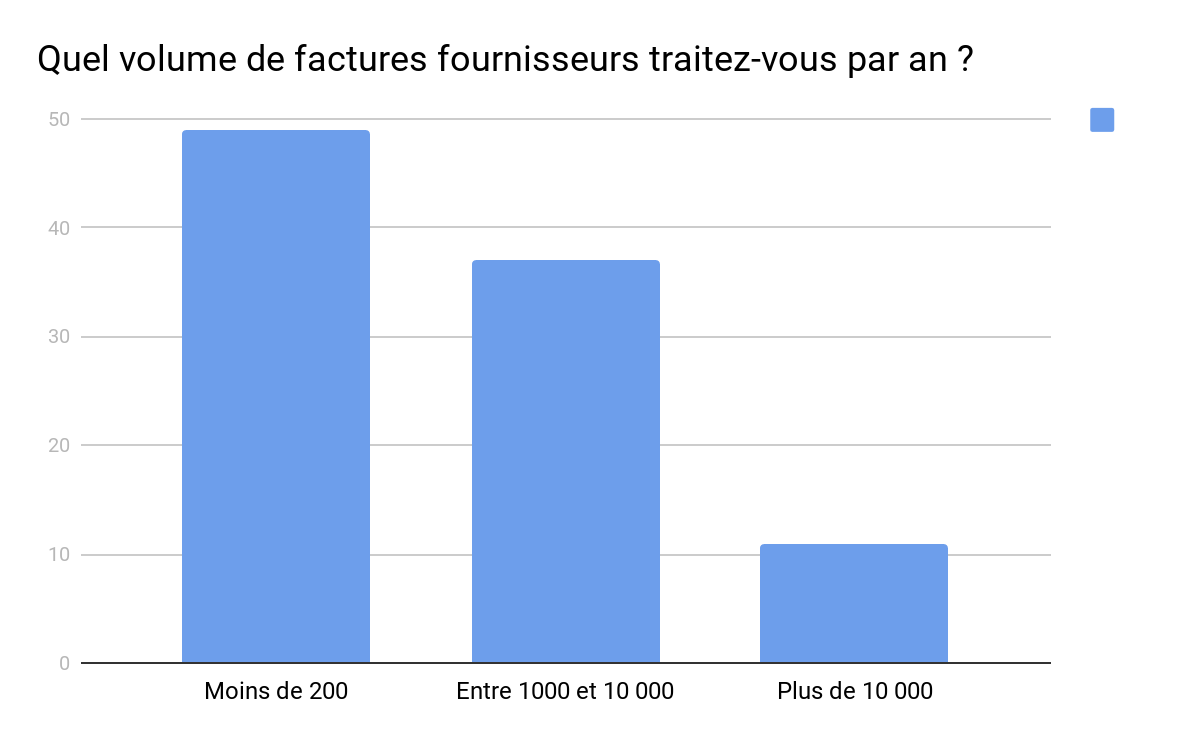 Quel volume de factures fournisseurs traitez-vous par an ?
50
40
30
20
10
0
Moins de 200
Entre 1000 et 10 000
Plus de 10 000